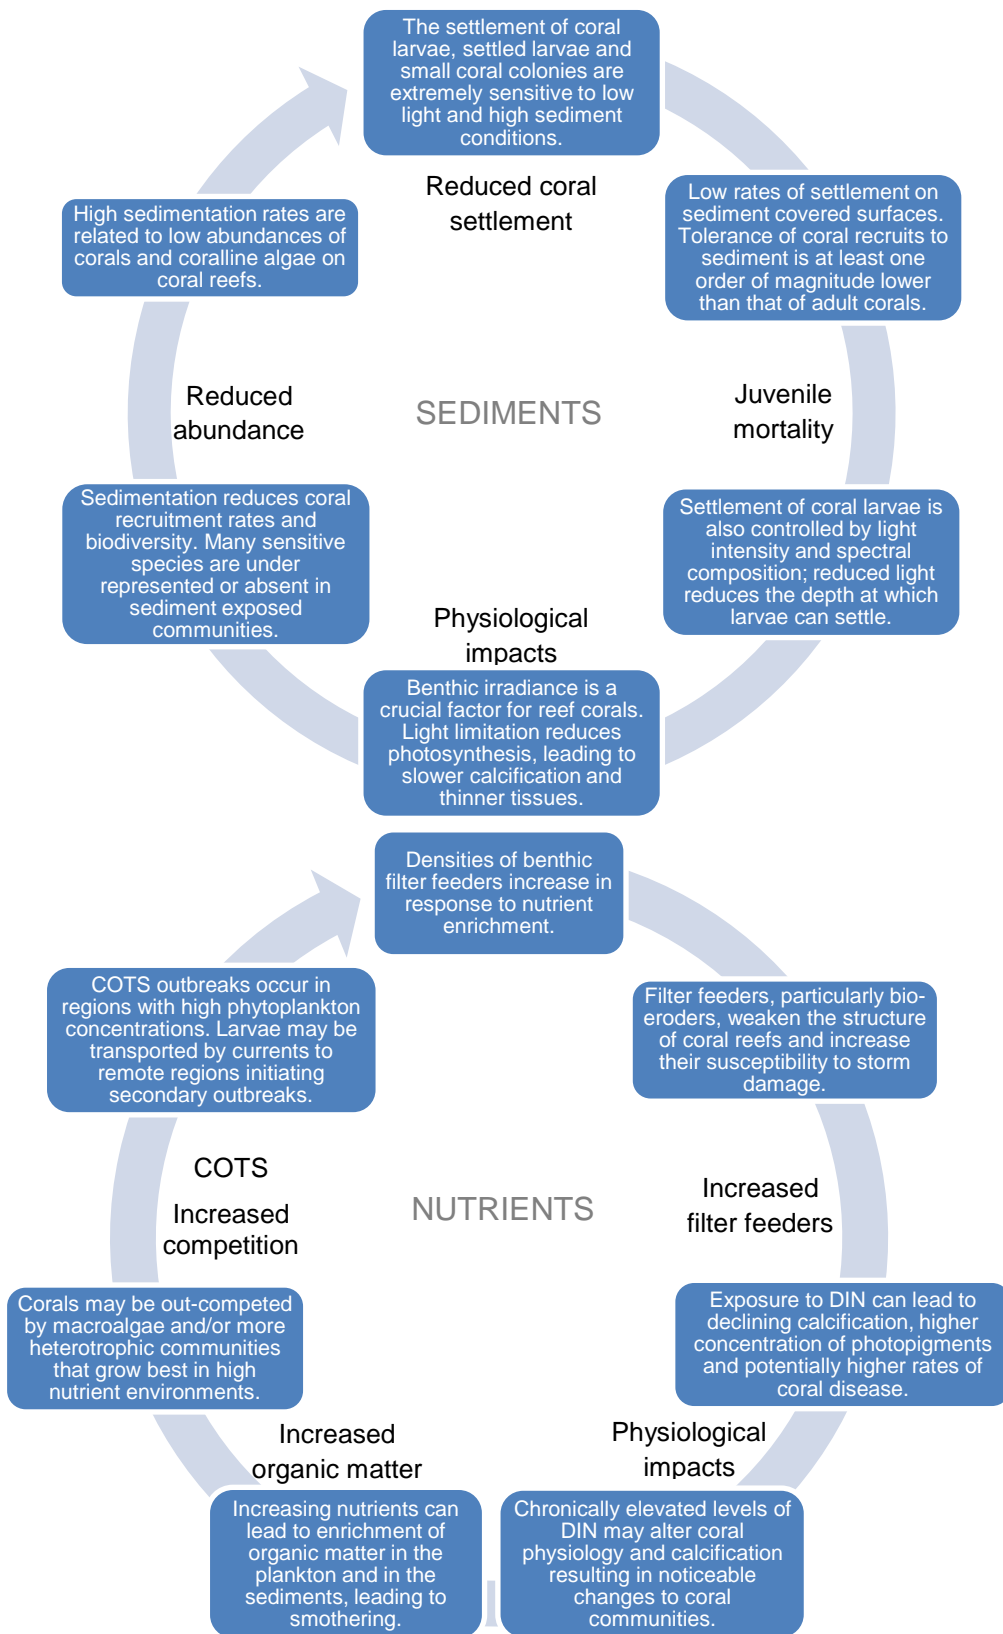 The settlement of coral
larvae, settled larvae and
small coral colonies are
extremely sensitive to low
light and high sediment
conditions.
Reduced coral
settlement
High sedimentation rates are
related to low abundances of
corals and coralline algae on
coral reefs.
Low rates of settlement on
sediment covered surfaces.
Tolerance of coral recruits to
sediment is at least one
order of magnitude lower
than that of adult corals.
Reduced
abundance
SEDIMENTS
Juvenile
mortality
Sedimentation reduces coral
recruitment rates and
biodiversity. Many sensitive
species are under
represented or absent in
sediment exposed
communities.
Settlement of coral larvae is
also controlled by light
intensity and spectral
composition; reduced light
reduces the depth at which
larvae can settle.
Physiological
impacts
Benthic irradiance is a
crucial factor for reef corals.
Light limitation reduces
photosynthesis, leading to
slower calcification and
thinner tissues.
Densities of benthic
filter feeders increase in
response to nutrient
enrichment.
COTS outbreaks occur in
regions with high phytoplankton
concentrations. Larvae may be
transported by currents to
remote regions initiating
secondary outbreaks.
Filter feeders, particularly bio-
eroders, weaken the structure
of coral reefs and increase
their susceptibility to storm
damage.
COTS
Increased
competition
NUTRIENTS
Increased
filter feeders
Corals may be out-competed
by macroalgae and/or more
heterotrophic communities
that grow best in high
nutrient environments.
Exposure to DIN can lead to
declining calcification, higher
concentration of photopigments
and potentially higher rates of
coral disease.
Increased
organic matter
Physiological
impacts
Increasing nutrients can
lead to enrichment of
organic matter in the
plankton and in the
sediments, leading to
smothering.
Chronically elevated levels of
DIN may alter coral
physiology and calcification
resulting in noticeable
changes to coral
communities.